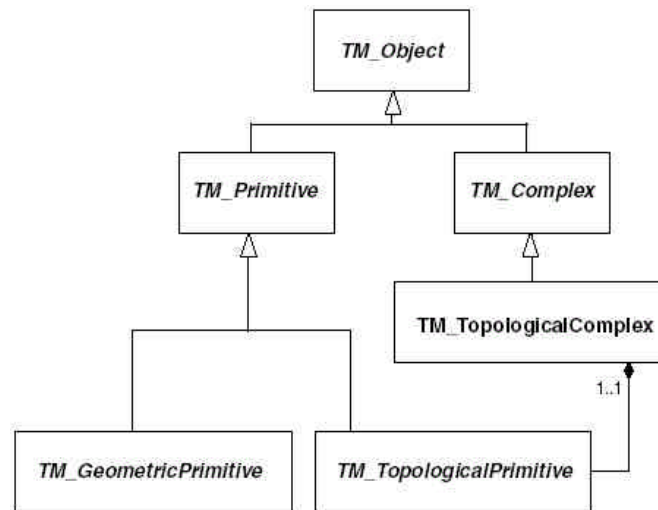 TM_Object
TM_Primitive
TM_Complex
TM_TopologicalComplex
1..1
TM_GeometricPrimitive
TM_TopologicalPrimitive